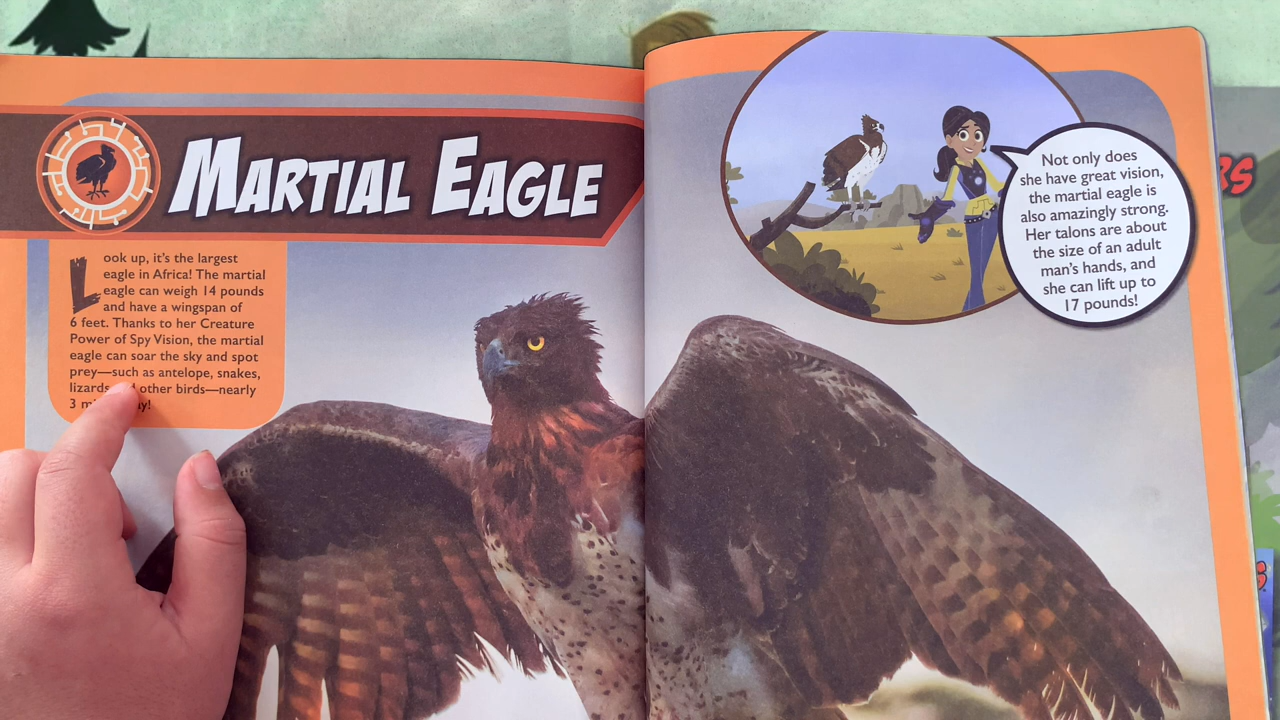 MARTIAL EAGLE
Look up, it's the largest
eagle in Africa! The martial
eagle can weigh 14 pounds
and have a wingspan of
6 feet. Thanks to her Creature
Power of Spy Vision, the martial
eagle can soar the sky and spot
prey—such as antelope, snakes,
lizards other birds—nearly
3
Not only does
she have great vision,
the martial eagle is
also amazingly strong.
Her talons are about
the size of an adult
man's hands, and
she can lift up to
17 pounds!
RS